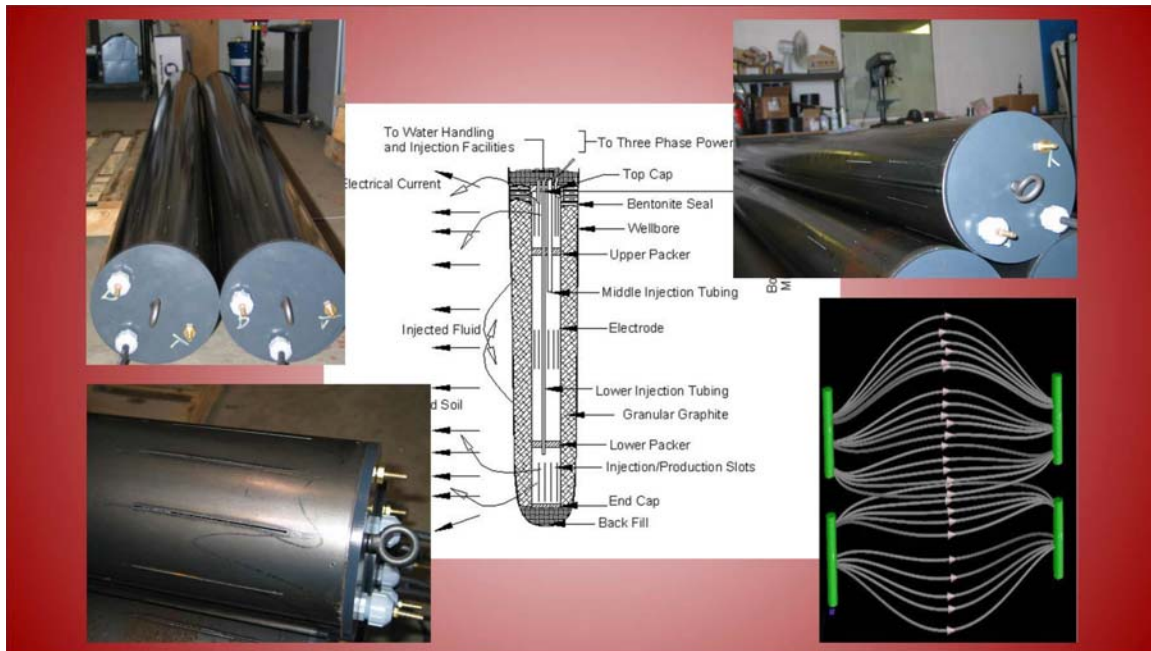 To Water Handling
and Injection Facilities
To Three Phase Power
Electrical Current
Top Cap
Bentonite Seal
Wellbore
Upper Packer
Middle Injection Tubing
Injected Fluid
Electrode
Lower Injection Tubing
d Soil
Granular Graphite
Lower Packer
Injection/Production Slots
End Cap
Back Fill
Bo
M